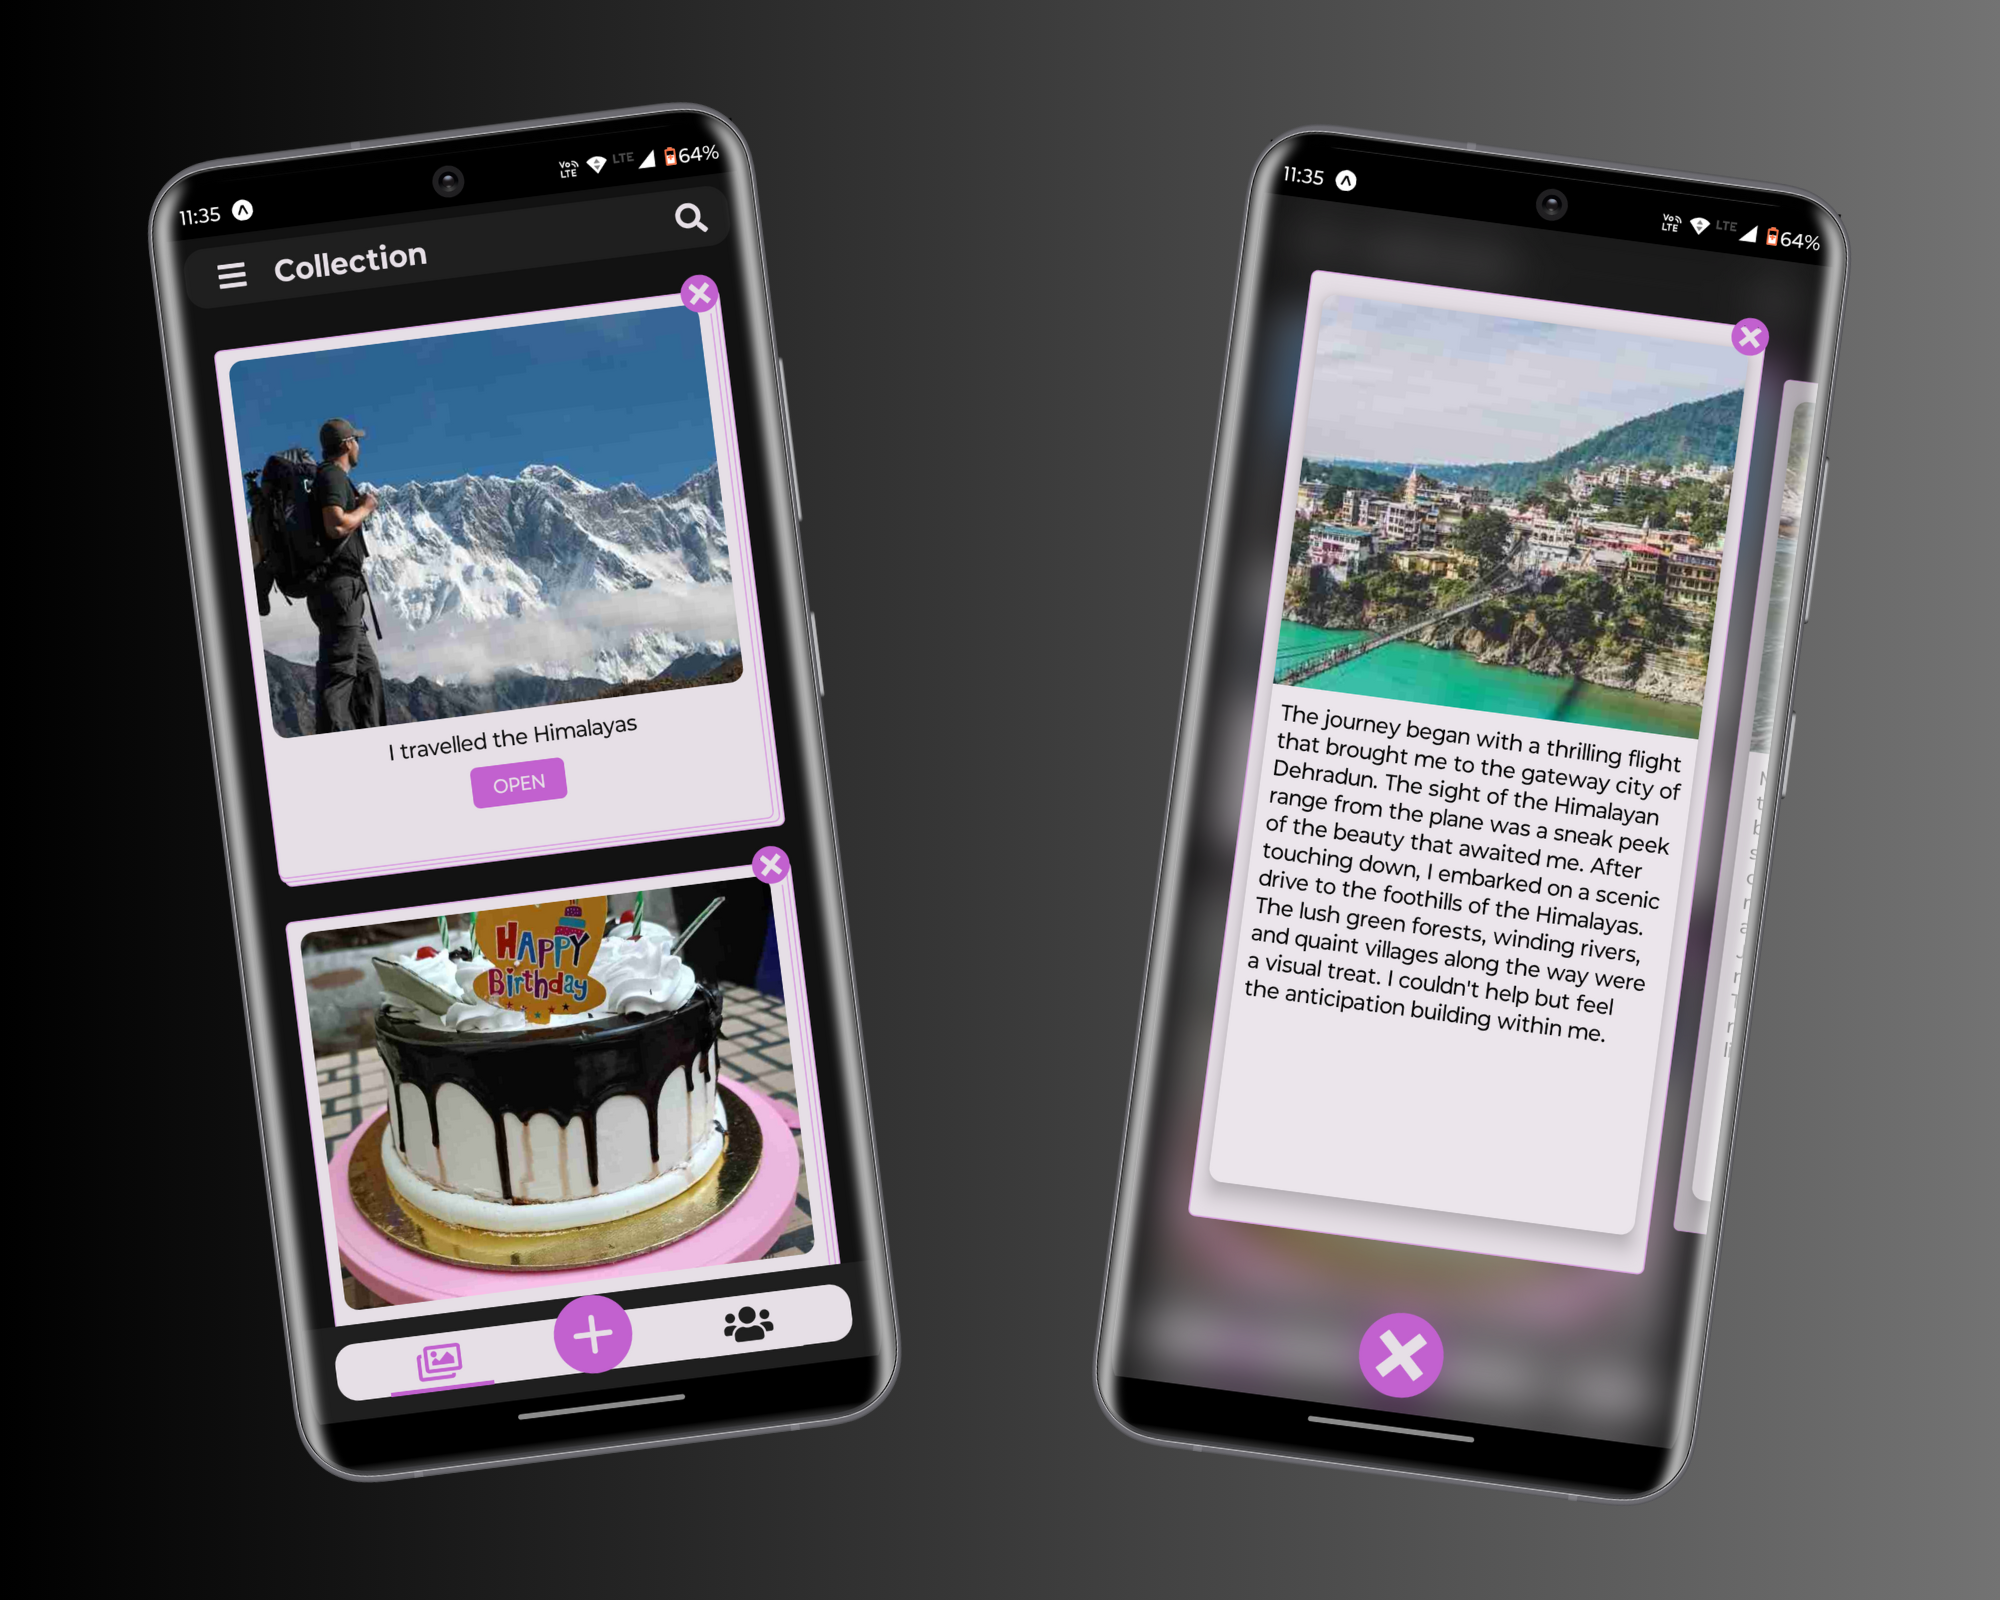 11:35
Vo
LTE
LTE
64%
Collection
I travelled the Himalayas
OPEN
HAPPY
Birthday
11:35
Vo
LTE
LTE
64%
The journey began with a thrilling flight
that brought me to the gateway city of
Dehradun. The sight of the Himalayan
range from the plane was a sneak peek
of the beauty that awaited me. After
touching down, I embarked on a scenic
drive to the foothills of the Himalayas.
The lush green forests, winding rivers,
and quaint villages along the way were
a visual treat. I couldn't help but feel
the anticipation building within me.